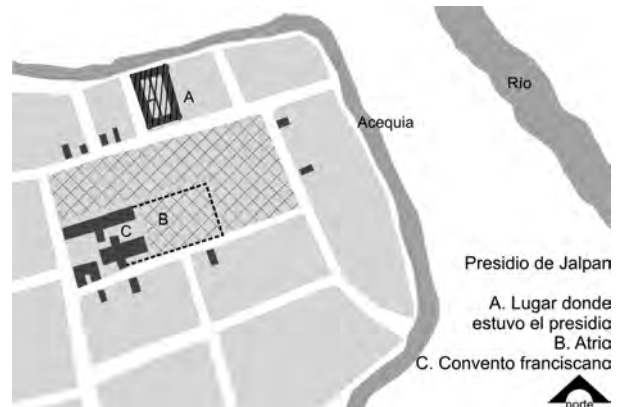 A
Río
Acequia
B
C
Presidio de Jalpan
A. Lugar donde
estuvo el presidio
B. Atrio
C. Convento franciscano
norte